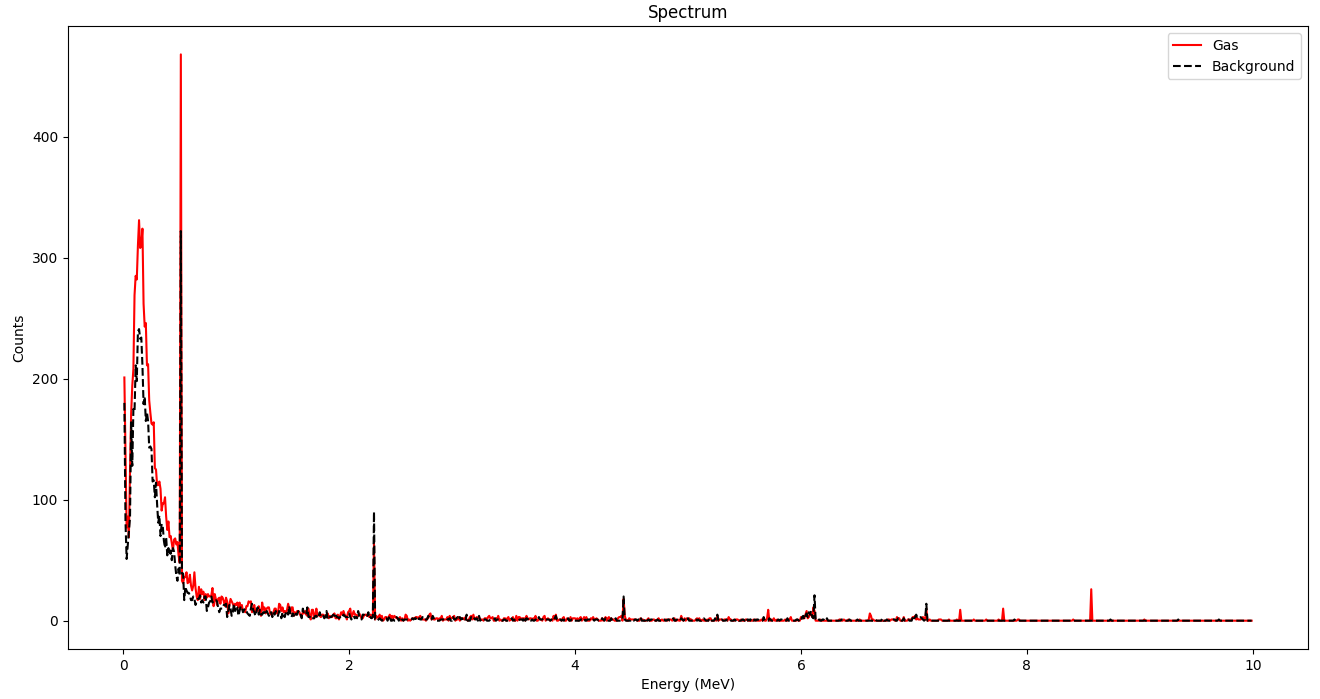 Spectrum
Gas
Background
Counts
400
300
200
100
0
0 2 4 6 8 10
Energy (MeV)